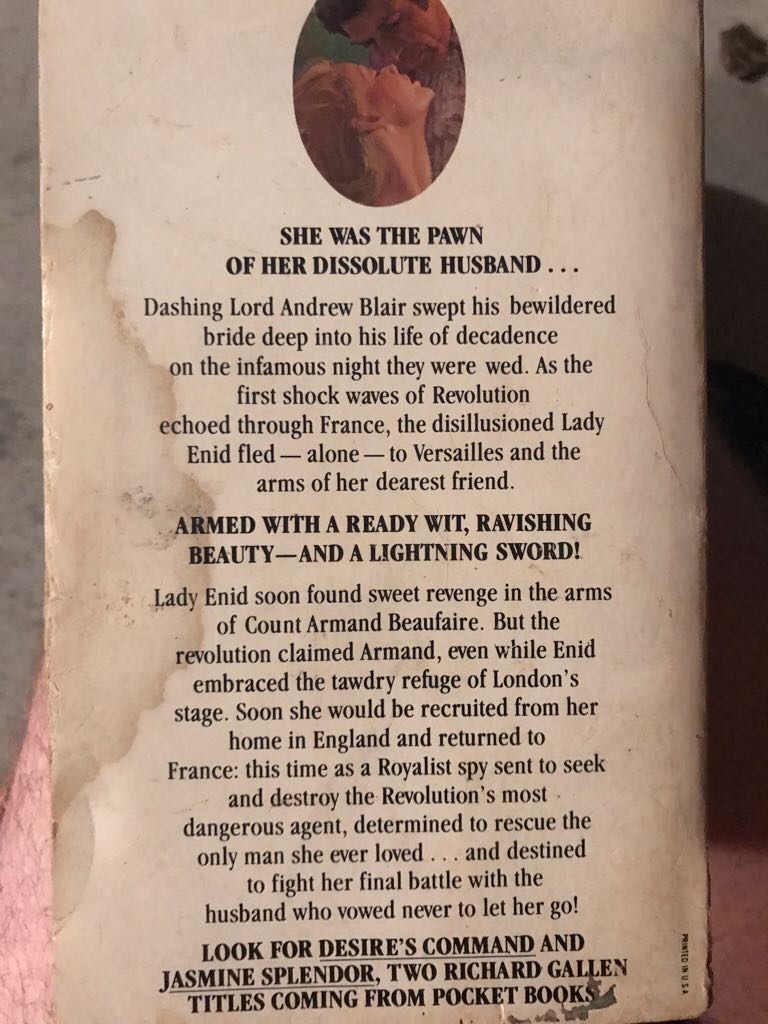 SHE WAS THE PAWN
OF HER DISSOLUTE HUSBAND . . .
Dashing Lord Andrew Blair swept his bewildered
bride deep into his life of decadence
on the infamous night they were wed. As the
first shock waves of Revolution
echoed through France, the disillusioned Lady
Enid fled — alone — to Versailles and the
arms of her dearest friend.
ARMED WITH A READY WIT, RAVISHING
BEAUTY—AND A LIGHTNING SWORD!
Lady Enid soon found sweet revenge in the arms
of Count Armand Beaufaire. But the
revolution claimed Armand, even while Enid
embraced the tawdry refuge of London's
stage. Soon she would be recruited from her
home in England and returned to
France: this time as a Royalist spy sent to seek
and destroy the Revolution's most
dangerous agent, determined to rescue the
only man she ever loved . . . and destined
to fight her final battle with the
husband who vowed never to let her go!
LOOK FOR DESIRE'S COMMAND AND
JASMINE SPLENDOR, TWO RICHARD GALLEN
TITLES COMING FROM POCKET BOOKS
PRINTED IN U.S.A.